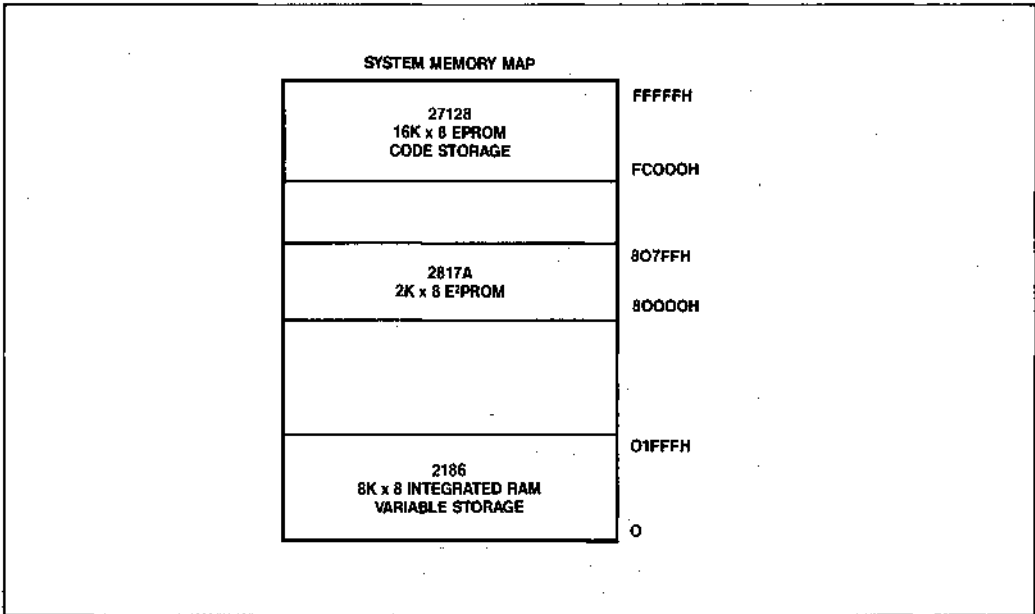 SYSTEM MEMORY MAP
FFFFFH
27128
16K x 8 EPROM
CODE STORAGE
FC000H
807FFH
2817A
2K x 8 E²PROM
80000H
01FFFH
2186
8K x 8 INTEGRATED RAM
VARIABLE STORAGE
0